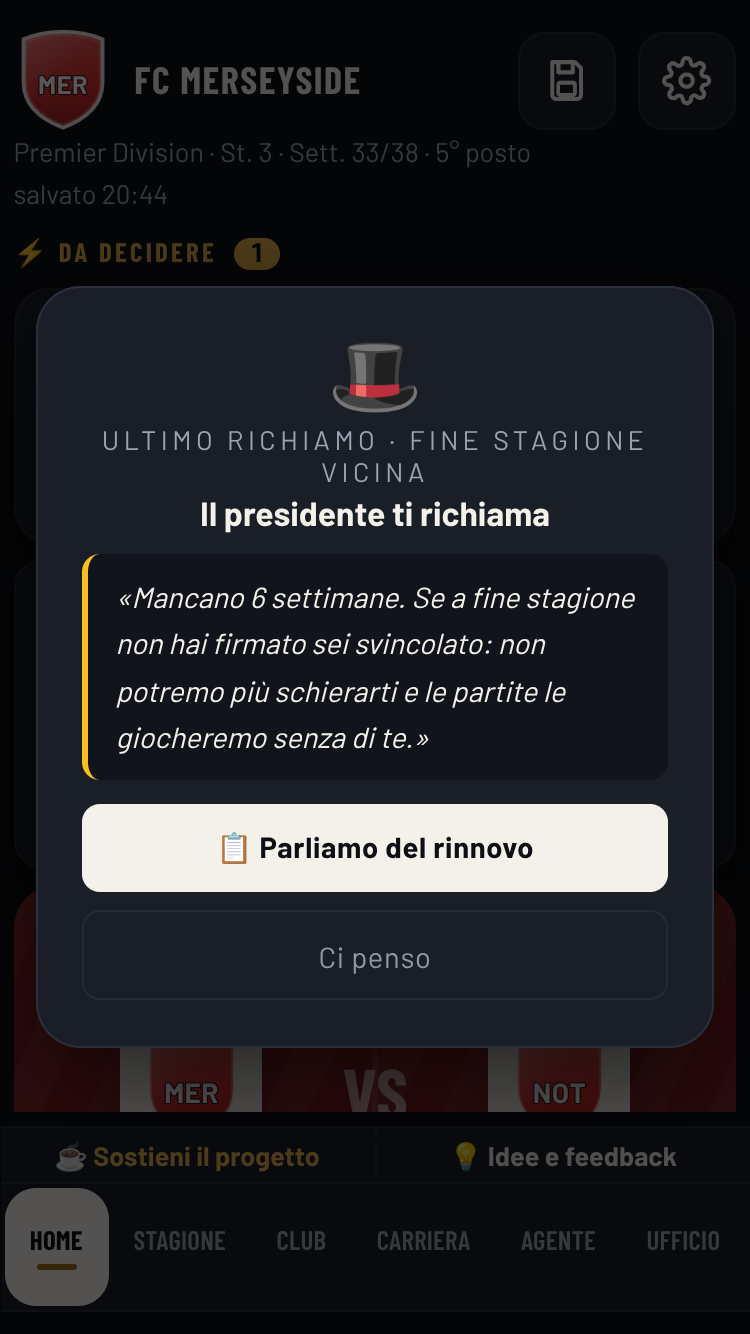 MER
FC MERSEYSIDE
Premier Division · St. 3 · Sett. 33/38 · 5° posto
salvato 20:44
⚡ DA DECIDERE 1
ULTIMO RICHIAMO · FINE STAGIONE
VICINA
Il presidente ti richiama
«Mancano 6 settimane. Se a fine stagione
non hai firmato sei svincolato: non
potremo più schierarti e le partite le
giocheremo senza di te.»
📋 Parliamo del rinnovo
Ci penso
MER VS NOT
☕ Sostieni il progetto 💡 Idee e feedback
HOME STAGIONE CLUB CARRIERA AGENTE UFFICIO